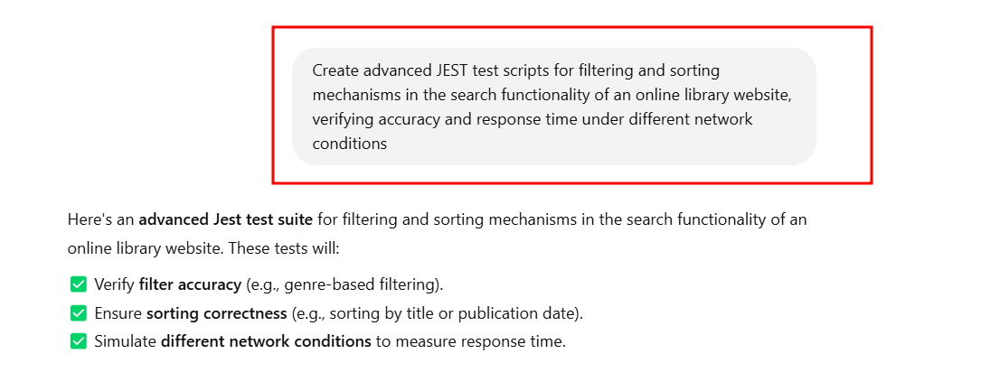 Create advanced JEST test scripts for filtering and sorting
mechanisms in the search functionality of an online library website,
verifying accuracy and response time under different network
conditions
Here's an advanced Jest test suite for filtering and sorting mechanisms in the search functionality of an
online library website. These tests will:
Verify filter accuracy (e.g., genre-based filtering).
Ensure sorting correctness (e.g., sorting by title or publication date).
Simulate different network conditions to measure response time.